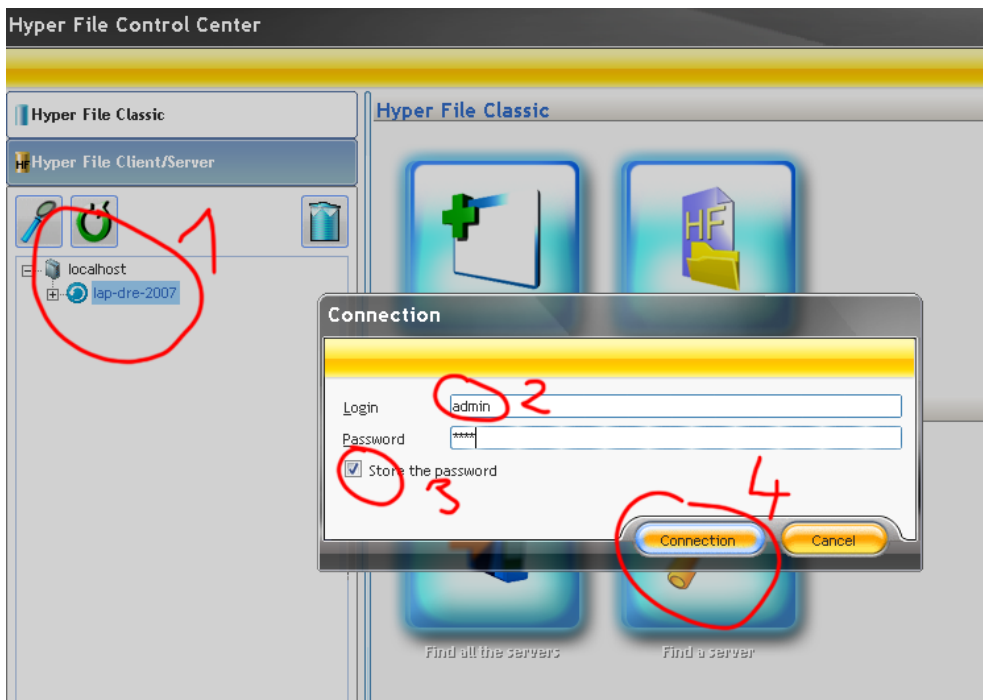 Hyper File Control Center
Hyper File Classic
Hyper File Classic
HF Hyper File Client/Server
HF
1
localhost
lap-dre-2007
Connection
Login admin 2
Password ****
Store the password
3
4
Connection Cancel
Find all the servers Find a server